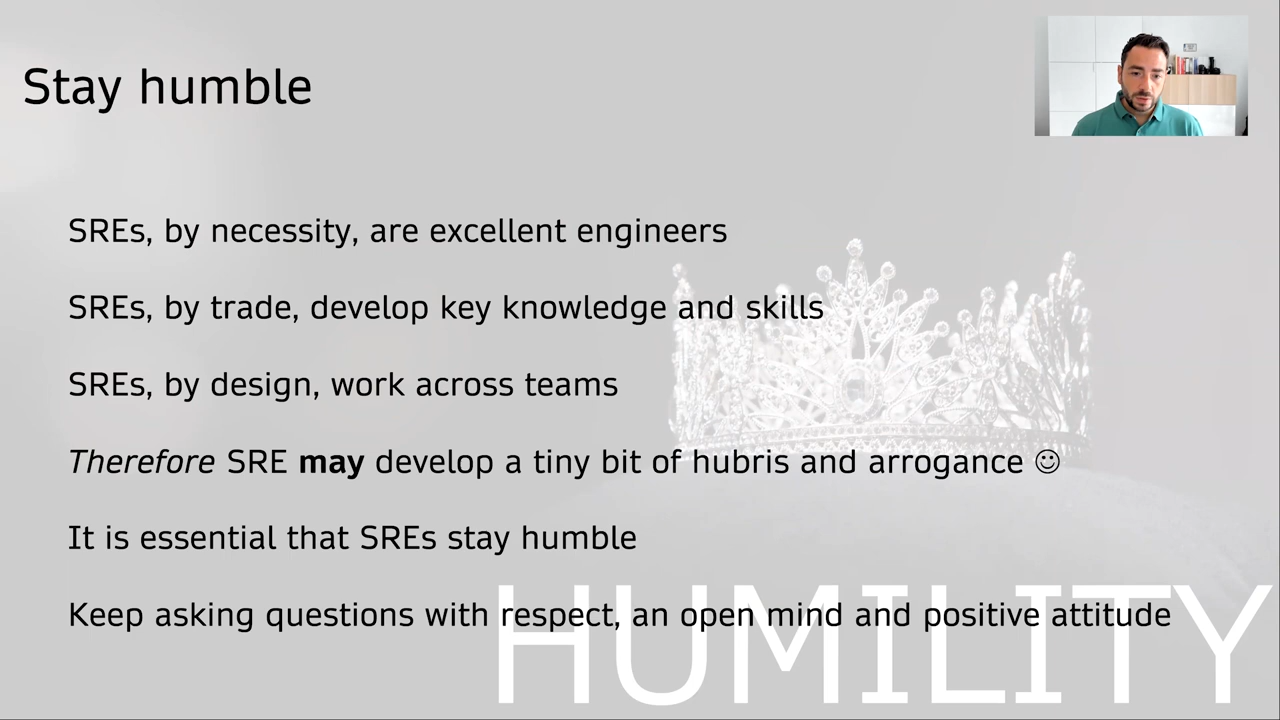 Stay humble
SREs, by necessity, are excellent engineers
SREs, by trade, develop key knowledge and skills
SREs, by design, work across teams
Therefore SRE may develop a tiny bit of hubris and arrogance ☺
It is essential that SREs stay humble
Keep asking questions with respect, an open mind and positive attitude
HUMILITY